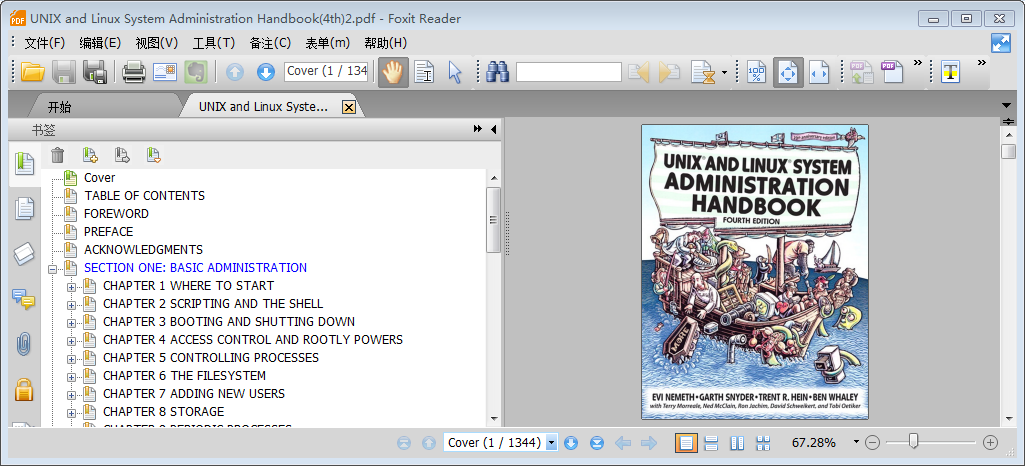 UNIX and Linux System Administration Handbook(4th)2.pdf - Foxit Reader
文件(F) 编辑(E) 视图(V) 工具(T) 备注(C) 表单(m) 帮助(H)
Cover (1 / 134
开始
UNIX and Linux Syste...
书签
Cover
TABLE OF CONTENTS
FOREWORD
PREFACE
ACKNOWLEDGMENTS
SECTION ONE: BASIC ADMINISTRATION
CHAPTER 1 WHERE TO START
CHAPTER 2 SCRIPTING AND THE SHELL
CHAPTER 3 BOOTING AND SHUTTING DOWN
CHAPTER 4 ACCESS CONTROL AND ROOTLY POWERS
CHAPTER 5 CONTROLLING PROCESSES
CHAPTER 6 THE FILESYSTEM
CHAPTER 7 ADDING NEW USERS
CHAPTER 8 STORAGE
CHAPTER 9 PERIODIC PROCESSES
UNIX AND LINUX SYSTEM
ADMINISTRATION
HANDBOOK
FOURTH EDITION
EVI NEMETH•GARTH SNYDER•TRENT R. HEIN•BEN WHALEY
with Terry Morreale, Ned McClain, Ron Jachim, David Schweikert, and Tobi Oetiker
Cover (1 / 1344)
67.28%